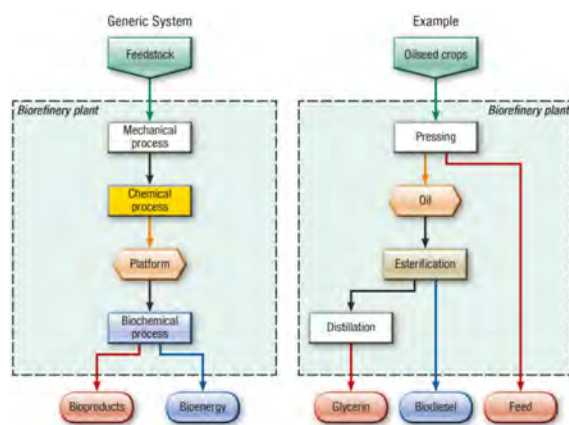 Generic System
Feedstock
Biorefinery plant
Mechanical
process
Chemical
process
Platform
Biochemical
process
Bioproducts
Bioenergy
Example
Oilseed crops
Biorefinery plant
Pressing
Oil
Esterification
Distillation
Glycerin
Biodiesel
Feed